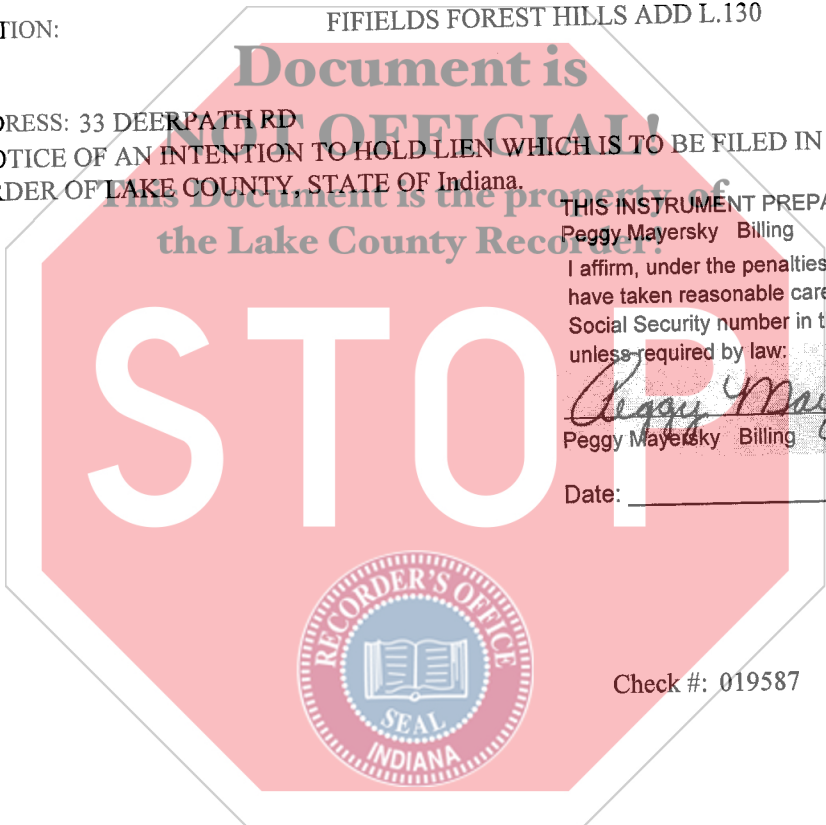 TION:
FIFIELDS FOREST HILLS ADD L.130
Document is
DRESS: 33 DEERPATH RD
NOT OFFICIAL!
OTICE OF AN INTENTION TO HOLD LIEN WHICH IS TO BE FILED IN
RDER OF LAKE COUNTY, STATE OF Indiana.
This Document is the property of
the Lake County Recorder!
THIS INSTRUMENT PREPA
Peggy Mayersky Billing
I affirm, under the penalties
have taken reasonable care
Social Security number in t
unless required by law:
STOP
Peggy May
Peggy Mayersky Billing
Date:
RECORDER'S OFFICE
SEAL
INDIANA
Check #: 019587